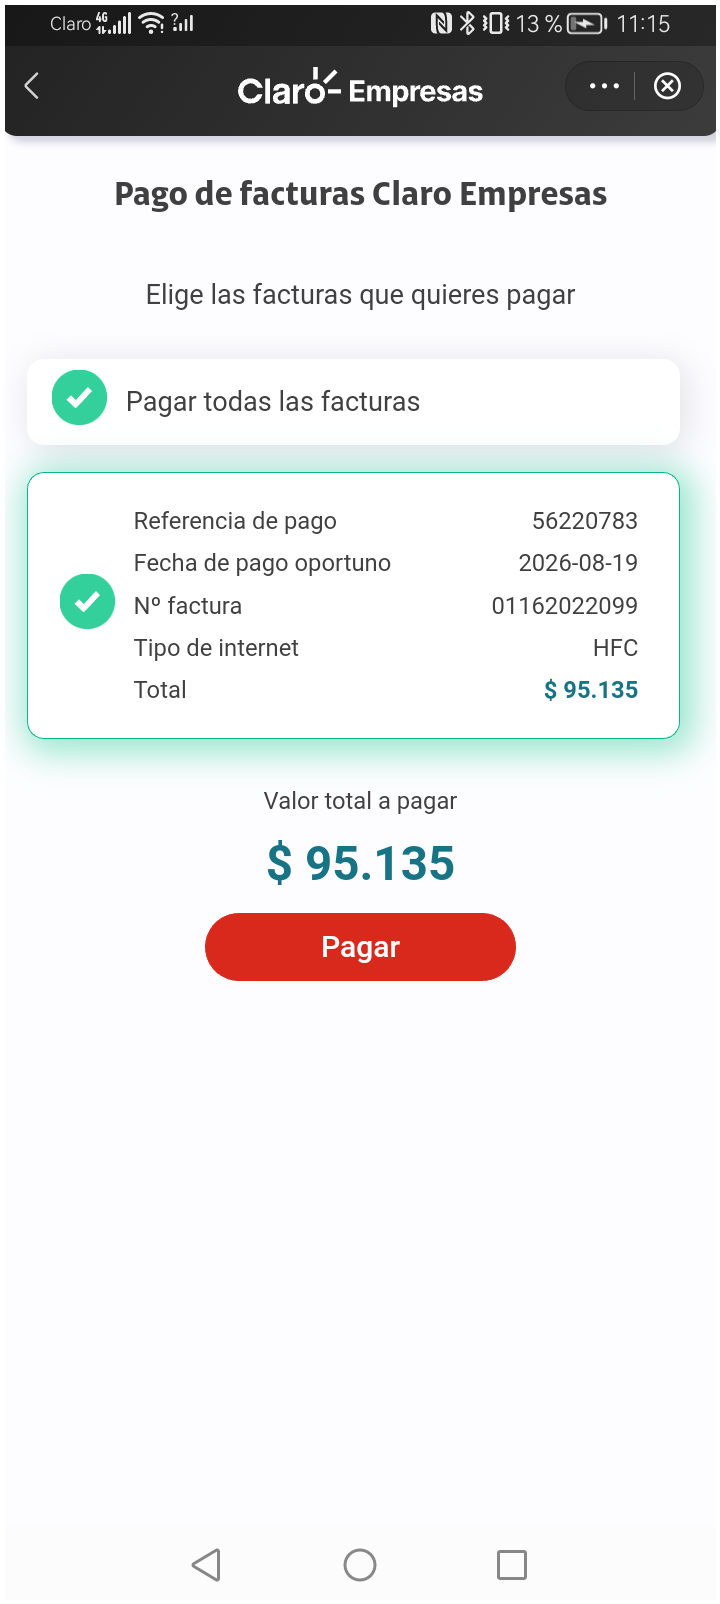 Claro 4G 13 % 11:15
Claro Empresas
Pago de facturas Claro Empresas
Elige las facturas que quieres pagar
Pagar todas las facturas
Referencia de pago 56220783
Fecha de pago oportuno 2026-08-19
Nº factura 01162022099
Tipo de internet HFC
Total $ 95.135
Valor total a pagar
$ 95.135
Pagar